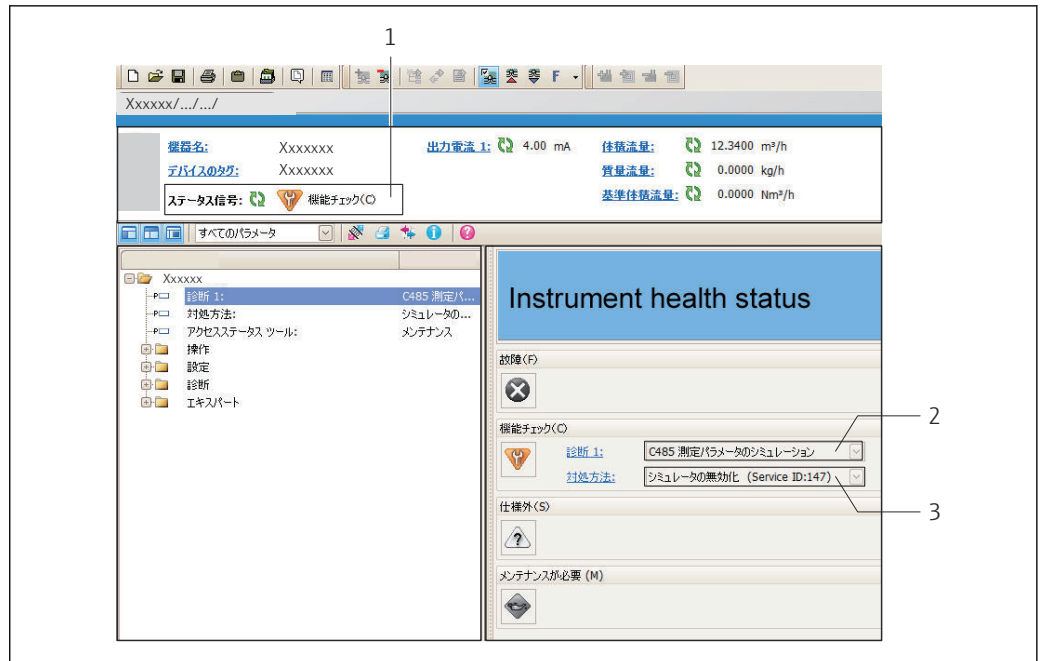 1
F
Xxxxxx/.../.../
機器名: Xxxxxxx 出力電流 1: 4.00 mA 体積流量: 12.3400 m³/h
デバイスのタグ: Xxxxxxx 質量流量: 0.0000 kg/h
ステータス信号: 機能チェック(C) 基準体積流量: 0.0000 Nm³/h
すべてのパラメータ
Xxxxxx
診断 1: C485 測定パ...
対処方法: シミュレータの...
アクセスステータス ツール: メンテナンス
操作
設定
診断
エキスパート
Instrument health status
故障(F)
機能チェック(C)
診断 1: C485 測定パラメータのシミュレーション
2
対処方法: シミュレータの無効化 (Service ID:147)
3
仕様外(S)
メンテナンスが必要 (M)